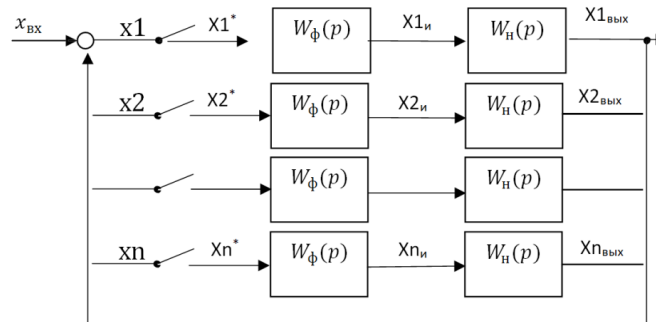 xвх x1 X1* Wф(p) X1и Wн(p) X1вых
x2 X2* Wф(p) X2и Wн(p) X2вых
Wф(p) Wн(p)
xn Xn* Wф(p) Xnи Wн(p) Xnвых